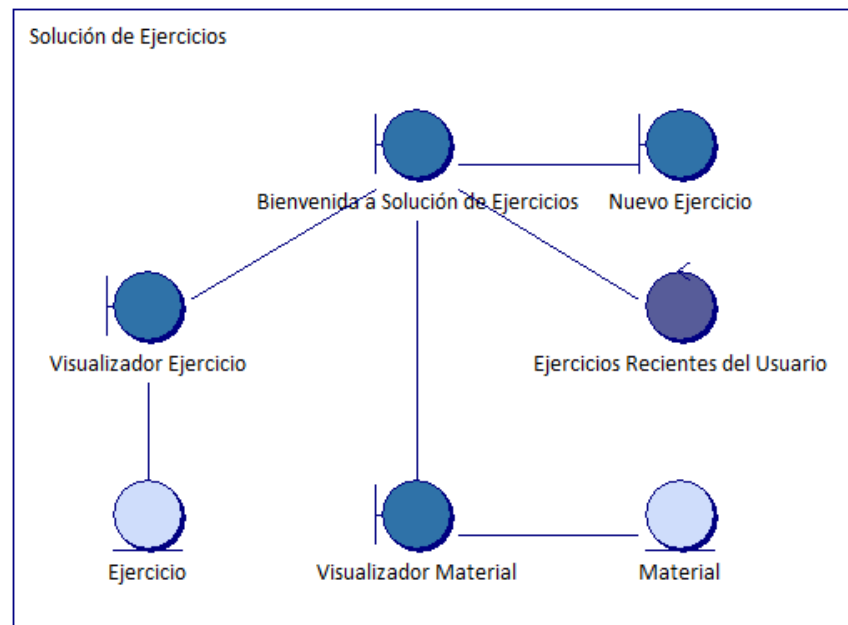 Solución de Ejercicios
Bienvenida a Solución de Ejercicios
Nuevo Ejercicio
Visualizador Ejercicio
Ejercicios Recientes del Usuario
Ejercicio
Visualizador Material
Material